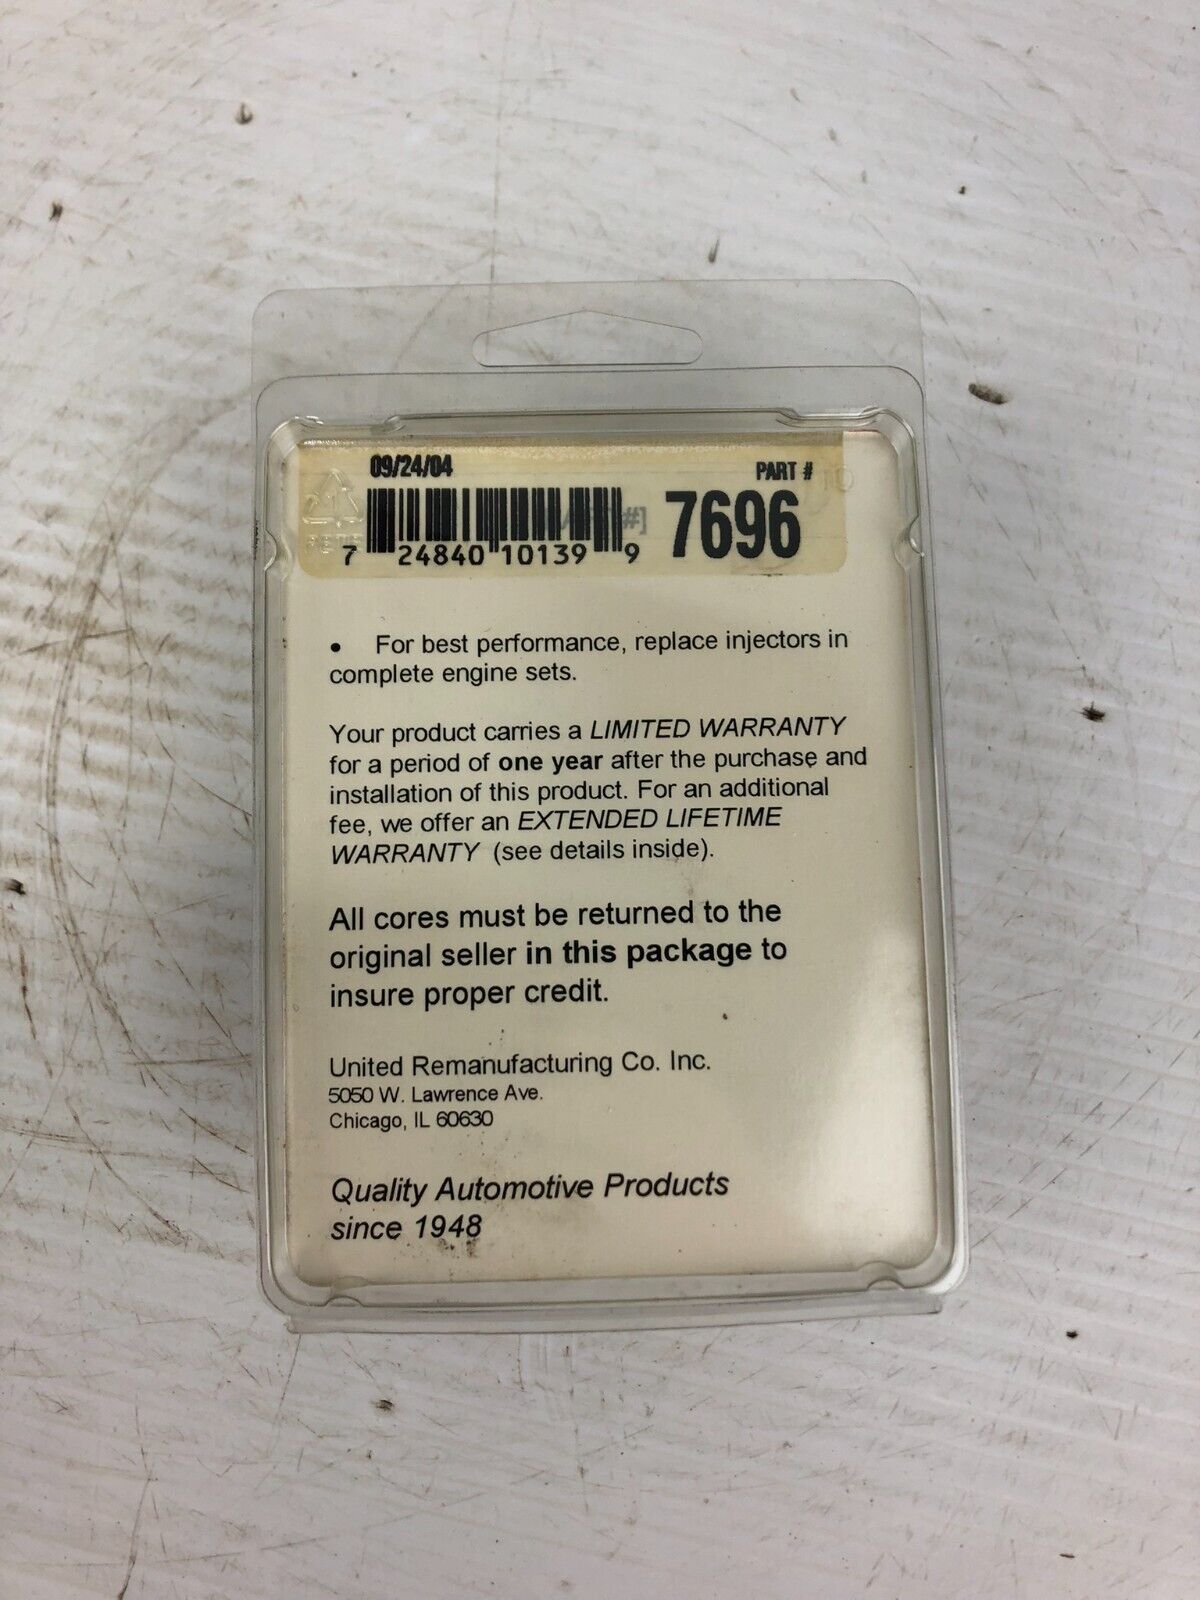 09/24/04
PART #
7 24840 10139 9
7696
#]
• For best performance, replace injectors in
complete engine sets.
Your product carries a LIMITED WARRANTY
for a period of one year after the purchase and
installation of this product. For an additional
fee, we offer an EXTENDED LIFETIME
WARRANTY (see details inside).
All cores must be returned to the
original seller in this package to
insure proper credit.
United Remanufacturing Co. Inc.
5050 W. Lawrence Ave.
Chicago, IL 60630
Quality Automotive Products
since 1948